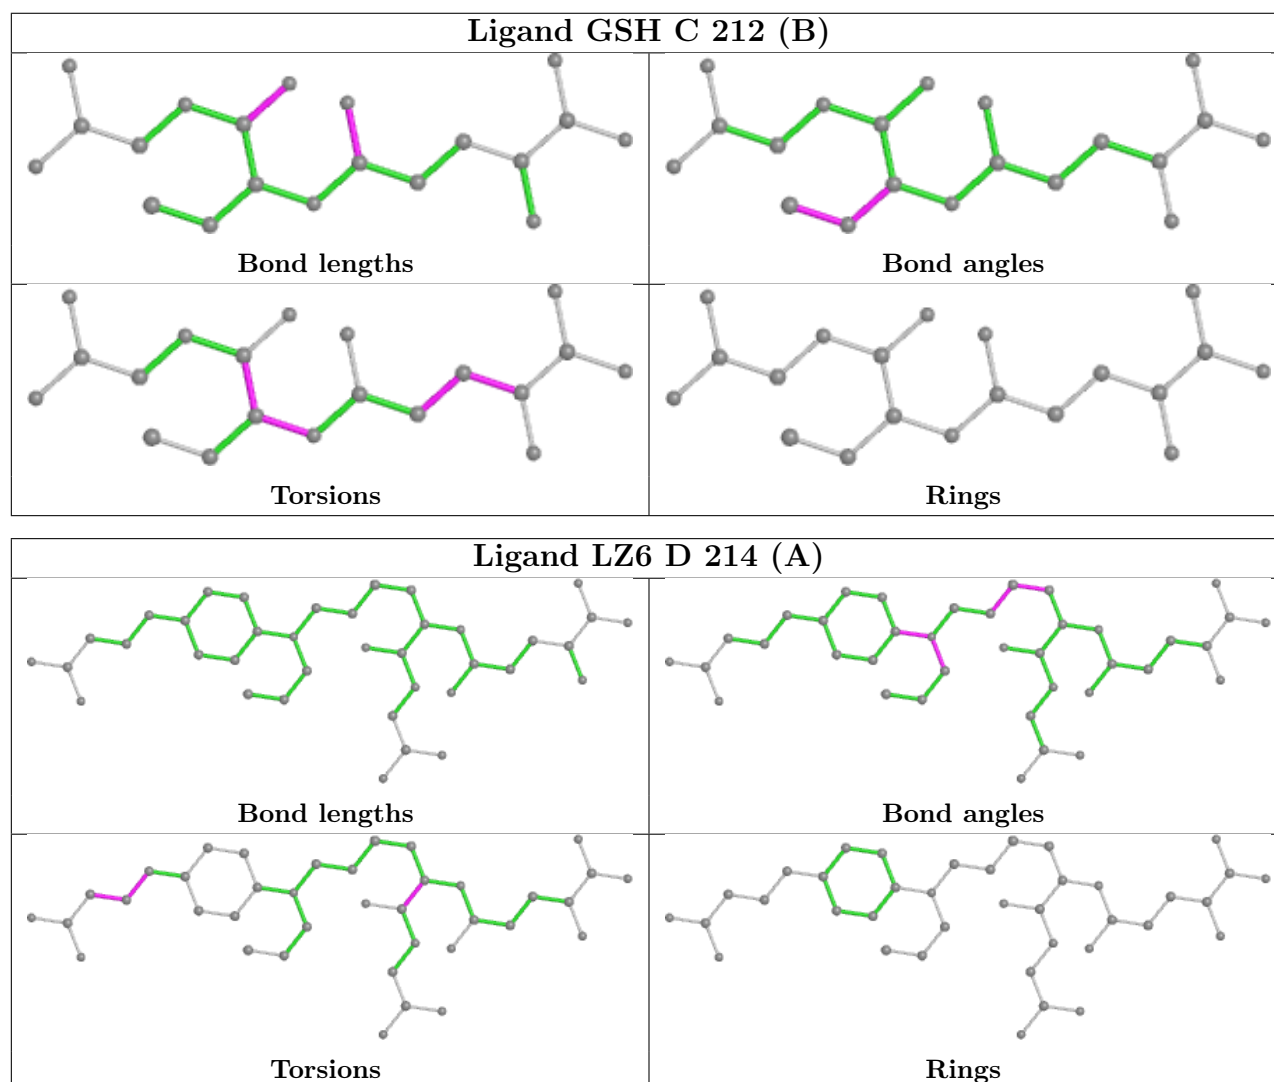 Ligand GSH C 212 (B)
Bond lengths
Bond angles
Torsions
Rings
Ligand LZ6 D 214 (A)
Bond lengths
Bond angles
Torsions
Rings